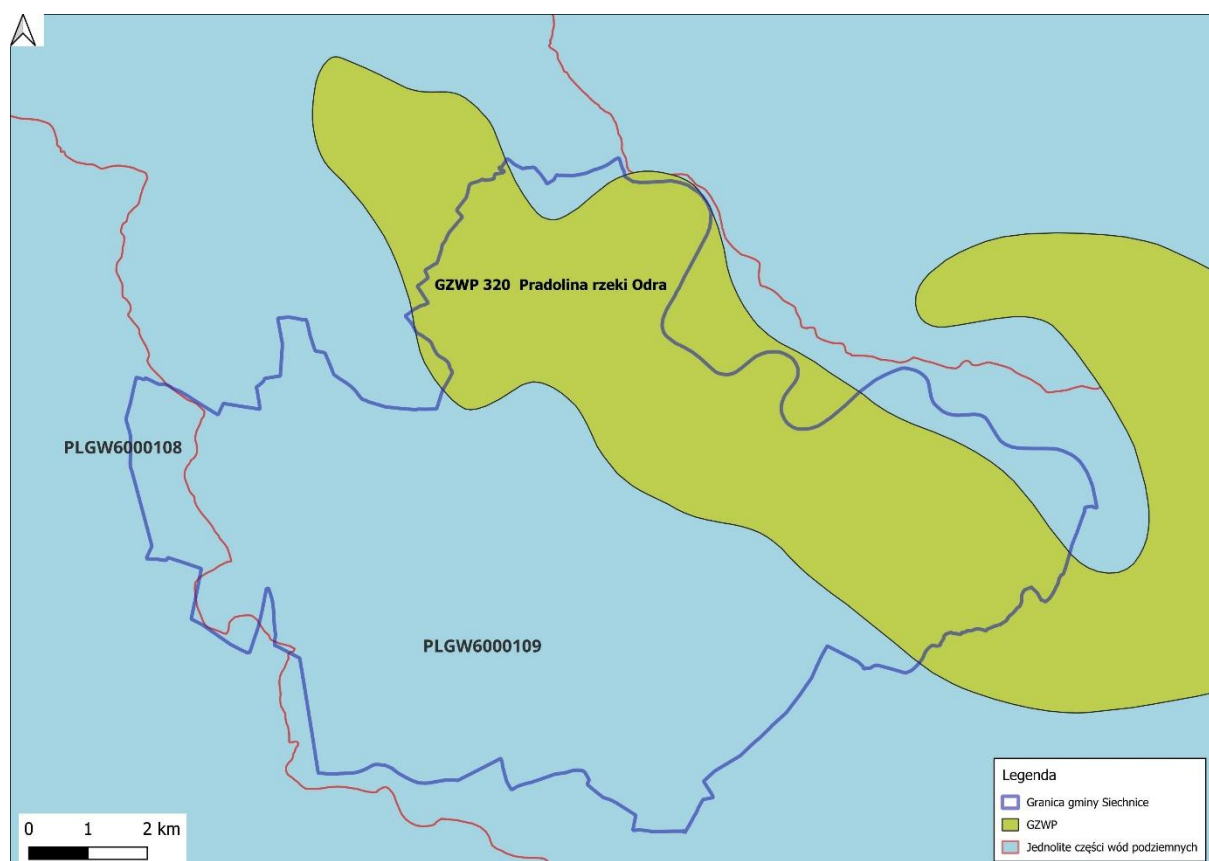 GZWP 320  Pradolina rzeki Odra
PLGW6000108
PLGW6000109
0 1 2 km
Legenda
Granica gminy Siechnice
GZWP
Jednolite części wód podziemnych